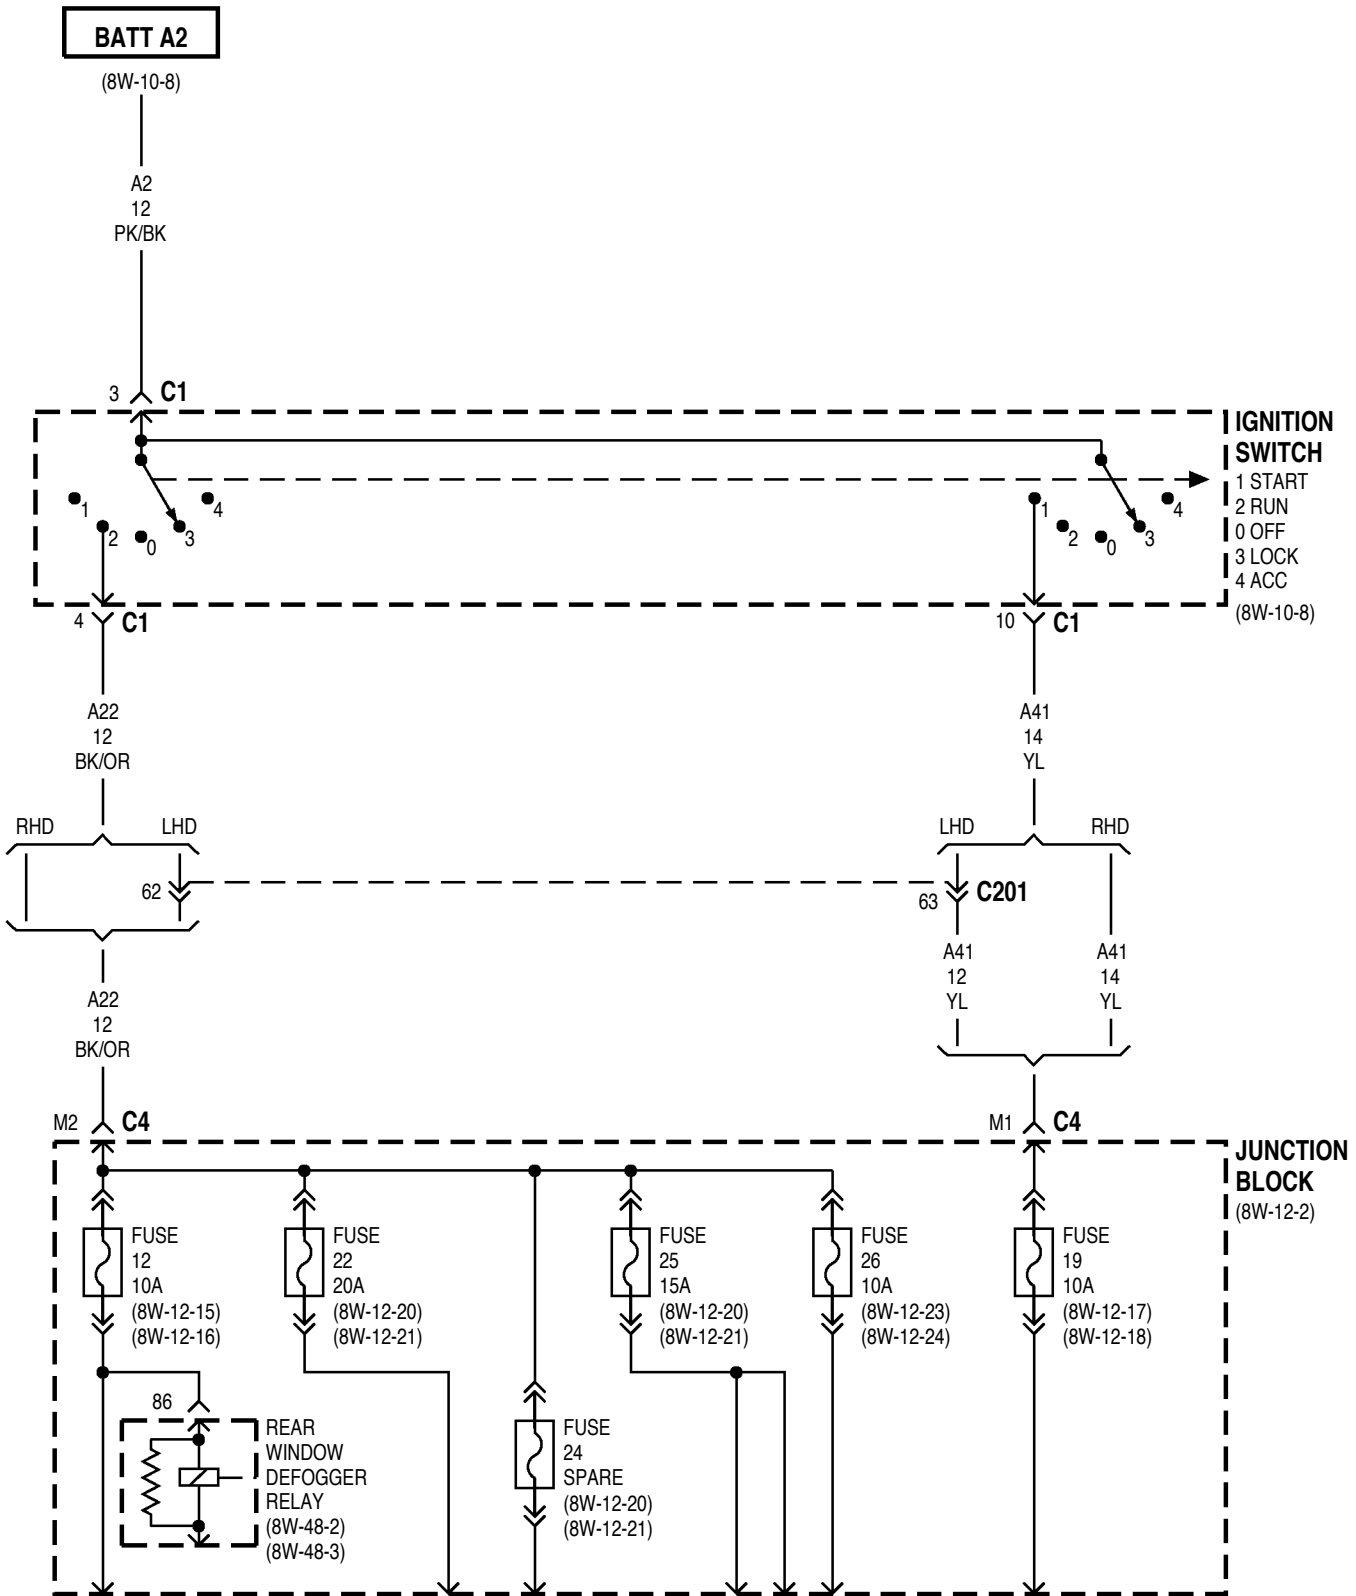 BATT A2
(8W-10-8)
A2
12
PK/BK
3 C1
IGNITION
SWITCH
1 START
2 RUN
0 OFF
3 LOCK
4 ACC
(8W-10-8)
1
2
0
3
4
1
2
0
3
4
4 C1
10 C1
A22
12
BK/OR
A41
14
YL
RHD LHD
LHD RHD
62
63 C201
A22
12
BK/OR
A41
12
YL
A41
14
YL
M2 C4
M1 C4
JUNCTION
BLOCK
(8W-12-2)
FUSE
12
10A
(8W-12-15)
(8W-12-16)
FUSE
22
20A
(8W-12-20)
(8W-12-21)
FUSE
25
15A
(8W-12-20)
(8W-12-21)
FUSE
26
10A
(8W-12-23)
(8W-12-24)
FUSE
19
10A
(8W-12-17)
(8W-12-18)
86
REAR
WINDOW
DEFOGGER
RELAY
(8W-48-2)
(8W-48-3)
FUSE
24
SPARE
(8W-12-20)
(8W-12-21)